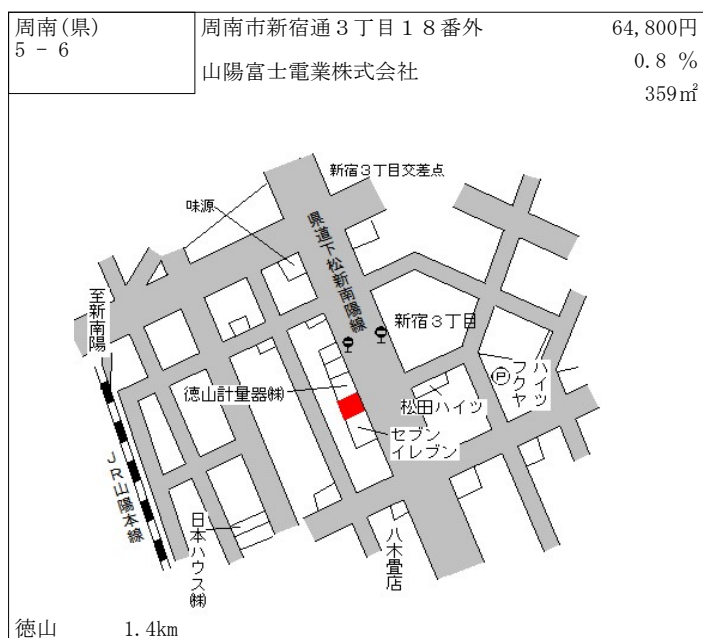 周南(県)
5 - 6
周南市新宿通３丁目１８番外
64,800円
山陽富士電業株式会社
0.8 %
359㎡
新宿３丁目交差点
味源
県道下松新南陽線
至新南陽
新宿３丁目
徳山計量器㈱
松田ハイツ
Ⓟ
ハイツ
フクヤ
セブン
イレブン
ＪＲ山陽本線
日本ハウス㈱
八木畳店
徳山 1.4km